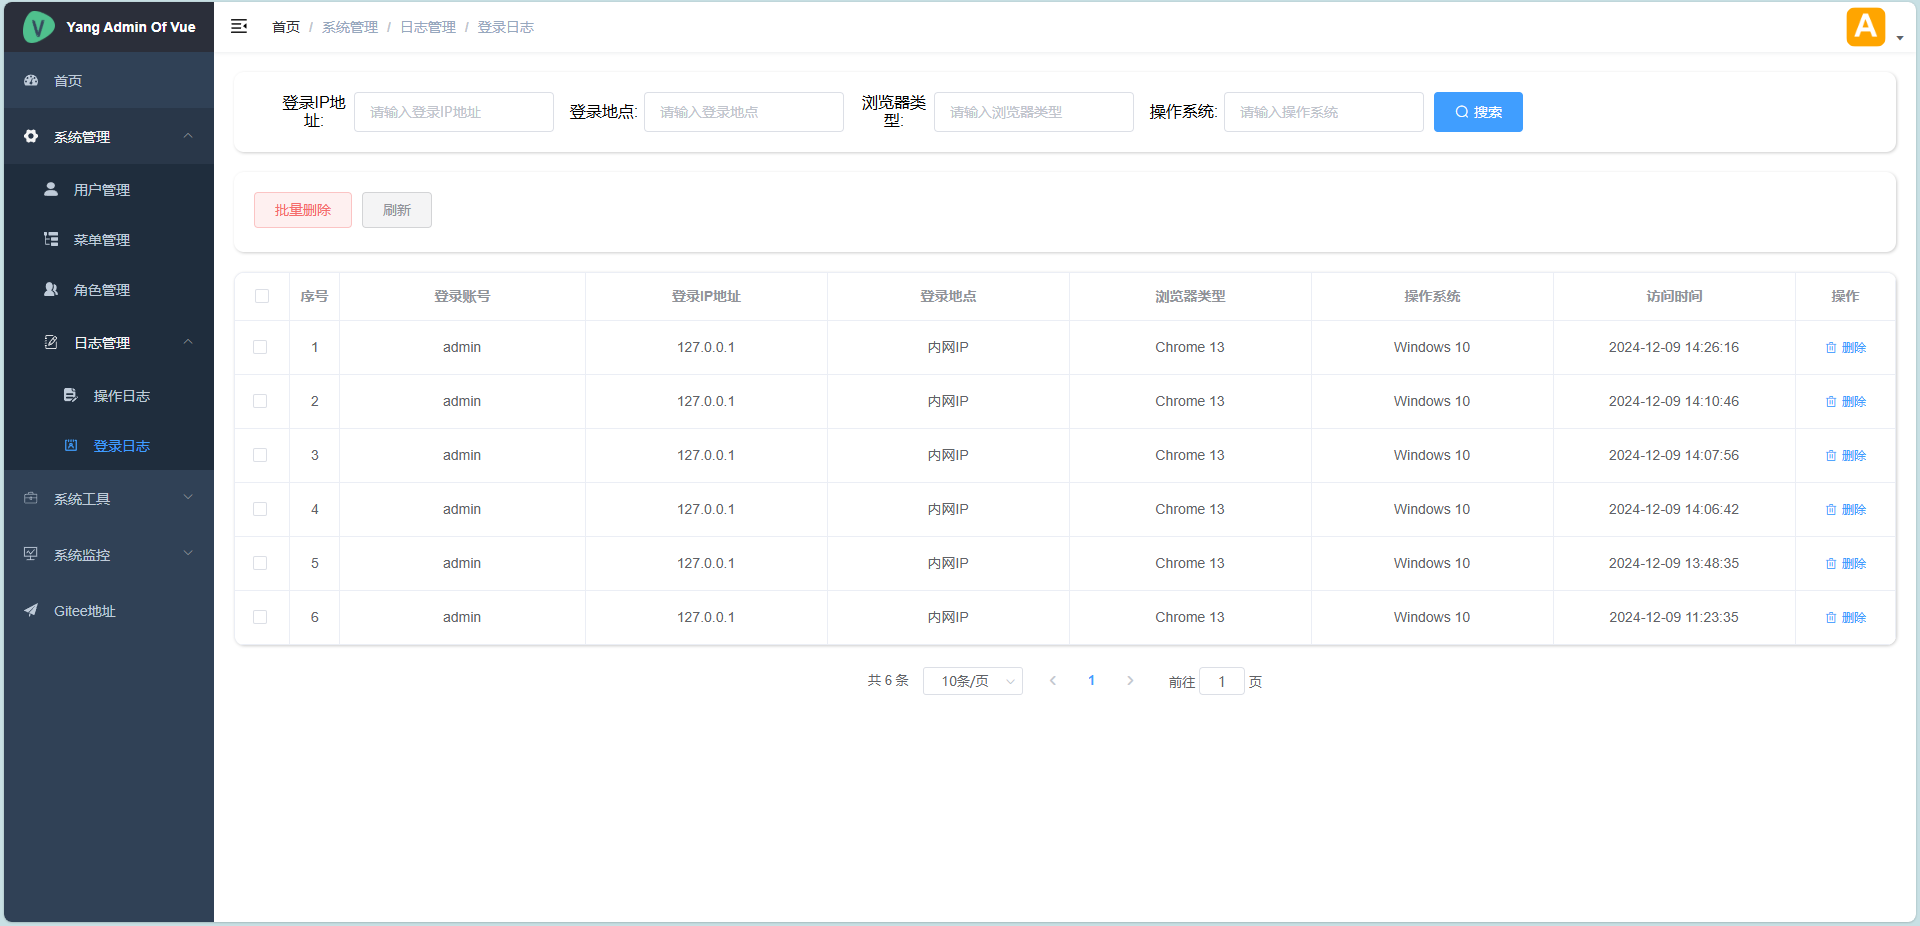 Yang Admin Of Vue
首页 / 系统管理 / 日志管理 / 登录日志
A
首页
系统管理
用户管理
菜单管理
角色管理
日志管理
操作日志
登录日志
系统工具
系统监控
Gitee地址
登录IP地
址:
请输入登录IP地址
登录地点:
请输入登录地点
浏览器类
型:
请输入浏览器类型
操作系统:
请输入操作系统
搜索
批量删除 刷新
序号 登录账号 登录IP地址 登录地点 浏览器类型 操作系统 访问时间 操作
1 admin 127.0.0.1 内网IP Chrome 13 Windows 10 2024-12-09 14:26:16 删除
2 admin 127.0.0.1 内网IP Chrome 13 Windows 10 2024-12-09 14:10:46 删除
3 admin 127.0.0.1 内网IP Chrome 13 Windows 10 2024-12-09 14:07:56 删除
4 admin 127.0.0.1 内网IP Chrome 13 Windows 10 2024-12-09 14:06:42 删除
5 admin 127.0.0.1 内网IP Chrome 13 Windows 10 2024-12-09 13:48:35 删除
6 admin 127.0.0.1 内网IP Chrome 13 Windows 10 2024-12-09 11:23:35 删除
共 6 条 10条/页 1 前往 1 页